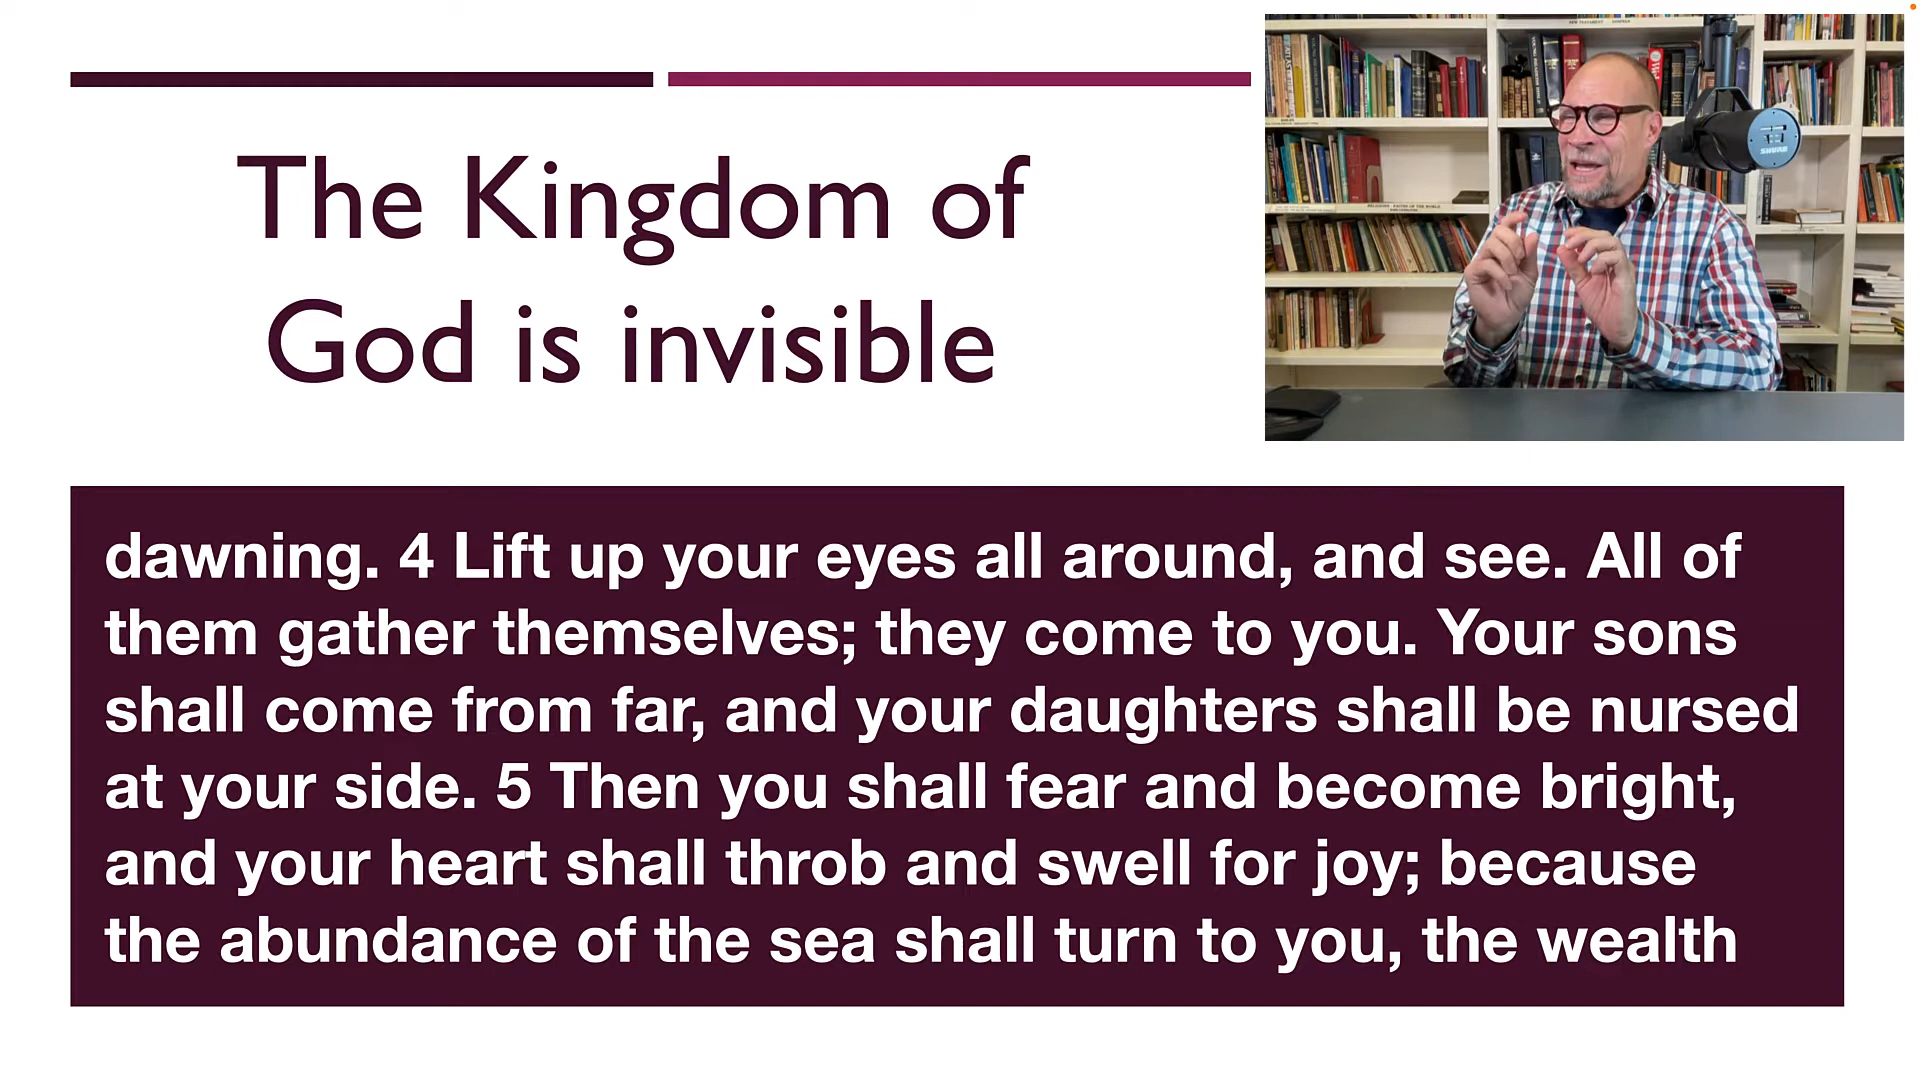 The Kingdom of
God is invisible
SHURE
dawning. 4 Lift up your eyes all around, and see. All of
them gather themselves; they come to you. Your sons
shall come from far, and your daughters shall be nursed
at your side. 5 Then you shall fear and become bright,
and your heart shall throb and swell for joy; because
the abundance of the sea shall turn to you, the wealth